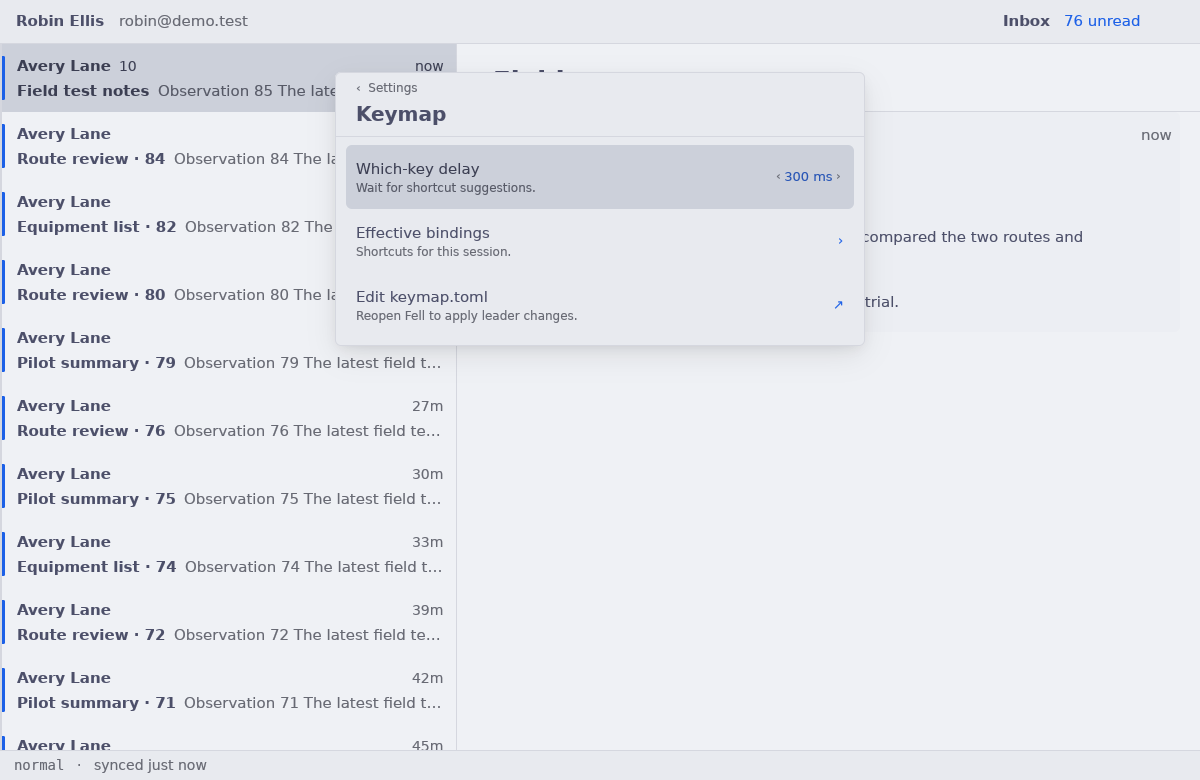 Robin Ellis robin@demo.test Inbox 76 unread
Avery Lane 10 now
Field test notes Observation 85 The late
‹ Settings
Keymap
Which-key delay ‹ 300 ms ›
Wait for shortcut suggestions.
Effective bindings ›
Shortcuts for this session.
Edit keymap.toml ↗
Reopen Fell to apply leader changes.
Avery Lane
Route review · 84 Observation 84 The la
Avery Lane
Equipment list · 82 Observation 82 The
Avery Lane
Route review · 80 Observation 80 The la
Avery Lane
Pilot summary · 79 Observation 79 The latest field t…
Avery Lane 27m
Route review · 76 Observation 76 The latest field te…
Avery Lane 30m
Pilot summary · 75 Observation 75 The latest field t…
Avery Lane 33m
Equipment list · 74 Observation 74 The latest field t…
Avery Lane 39m
Route review · 72 Observation 72 The latest field te…
Avery Lane 42m
Pilot summary · 71 Observation 71 The latest field t…
Avery Lane 45m
now
compared the two routes and
trial.
normal · synced just now